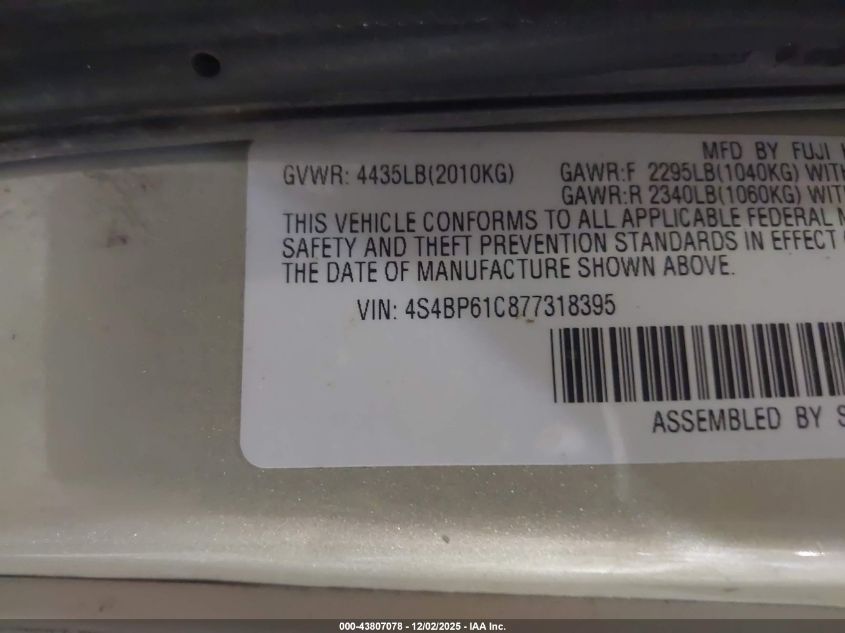 MFD BY FUJI
GVWR: 4435LB(2010KG) GAWR:F 2295LB(1040KG) WITH
GAWR:R 2340LB(1060KG) WITH
THIS VEHICLE CONFORMS TO ALL APPLICABLE FEDERAL M
SAFETY AND THEFT PREVENTION STANDARDS IN EFFECT
THE DATE OF MANUFACTURE SHOWN ABOVE.
VIN: 4S4BP61C877318395
ASSEMBLED BY S
000-43807078 - 12/02/2025 - IAA Inc.